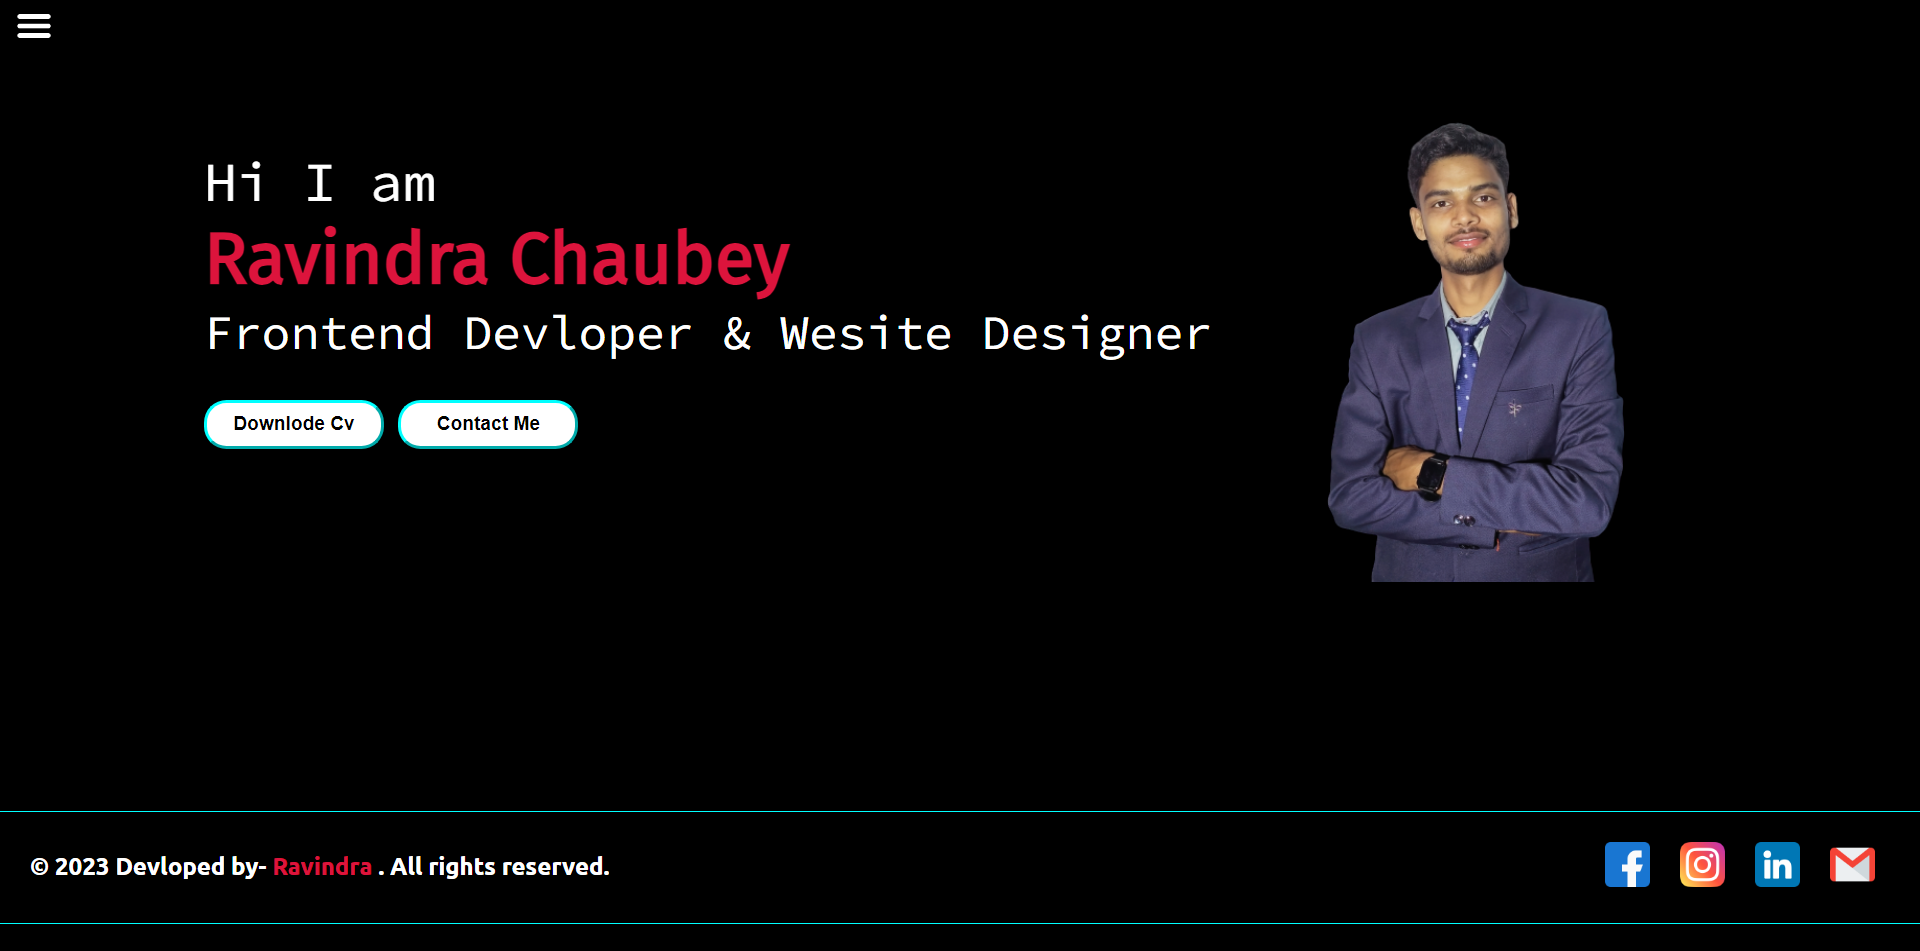 Hi I am
Ravindra Chaubey
Frontend Devloper & Wesite Designer
Downlode Cv
Contact Me
© 2023 Devloped by- Ravindra . All rights reserved.
in